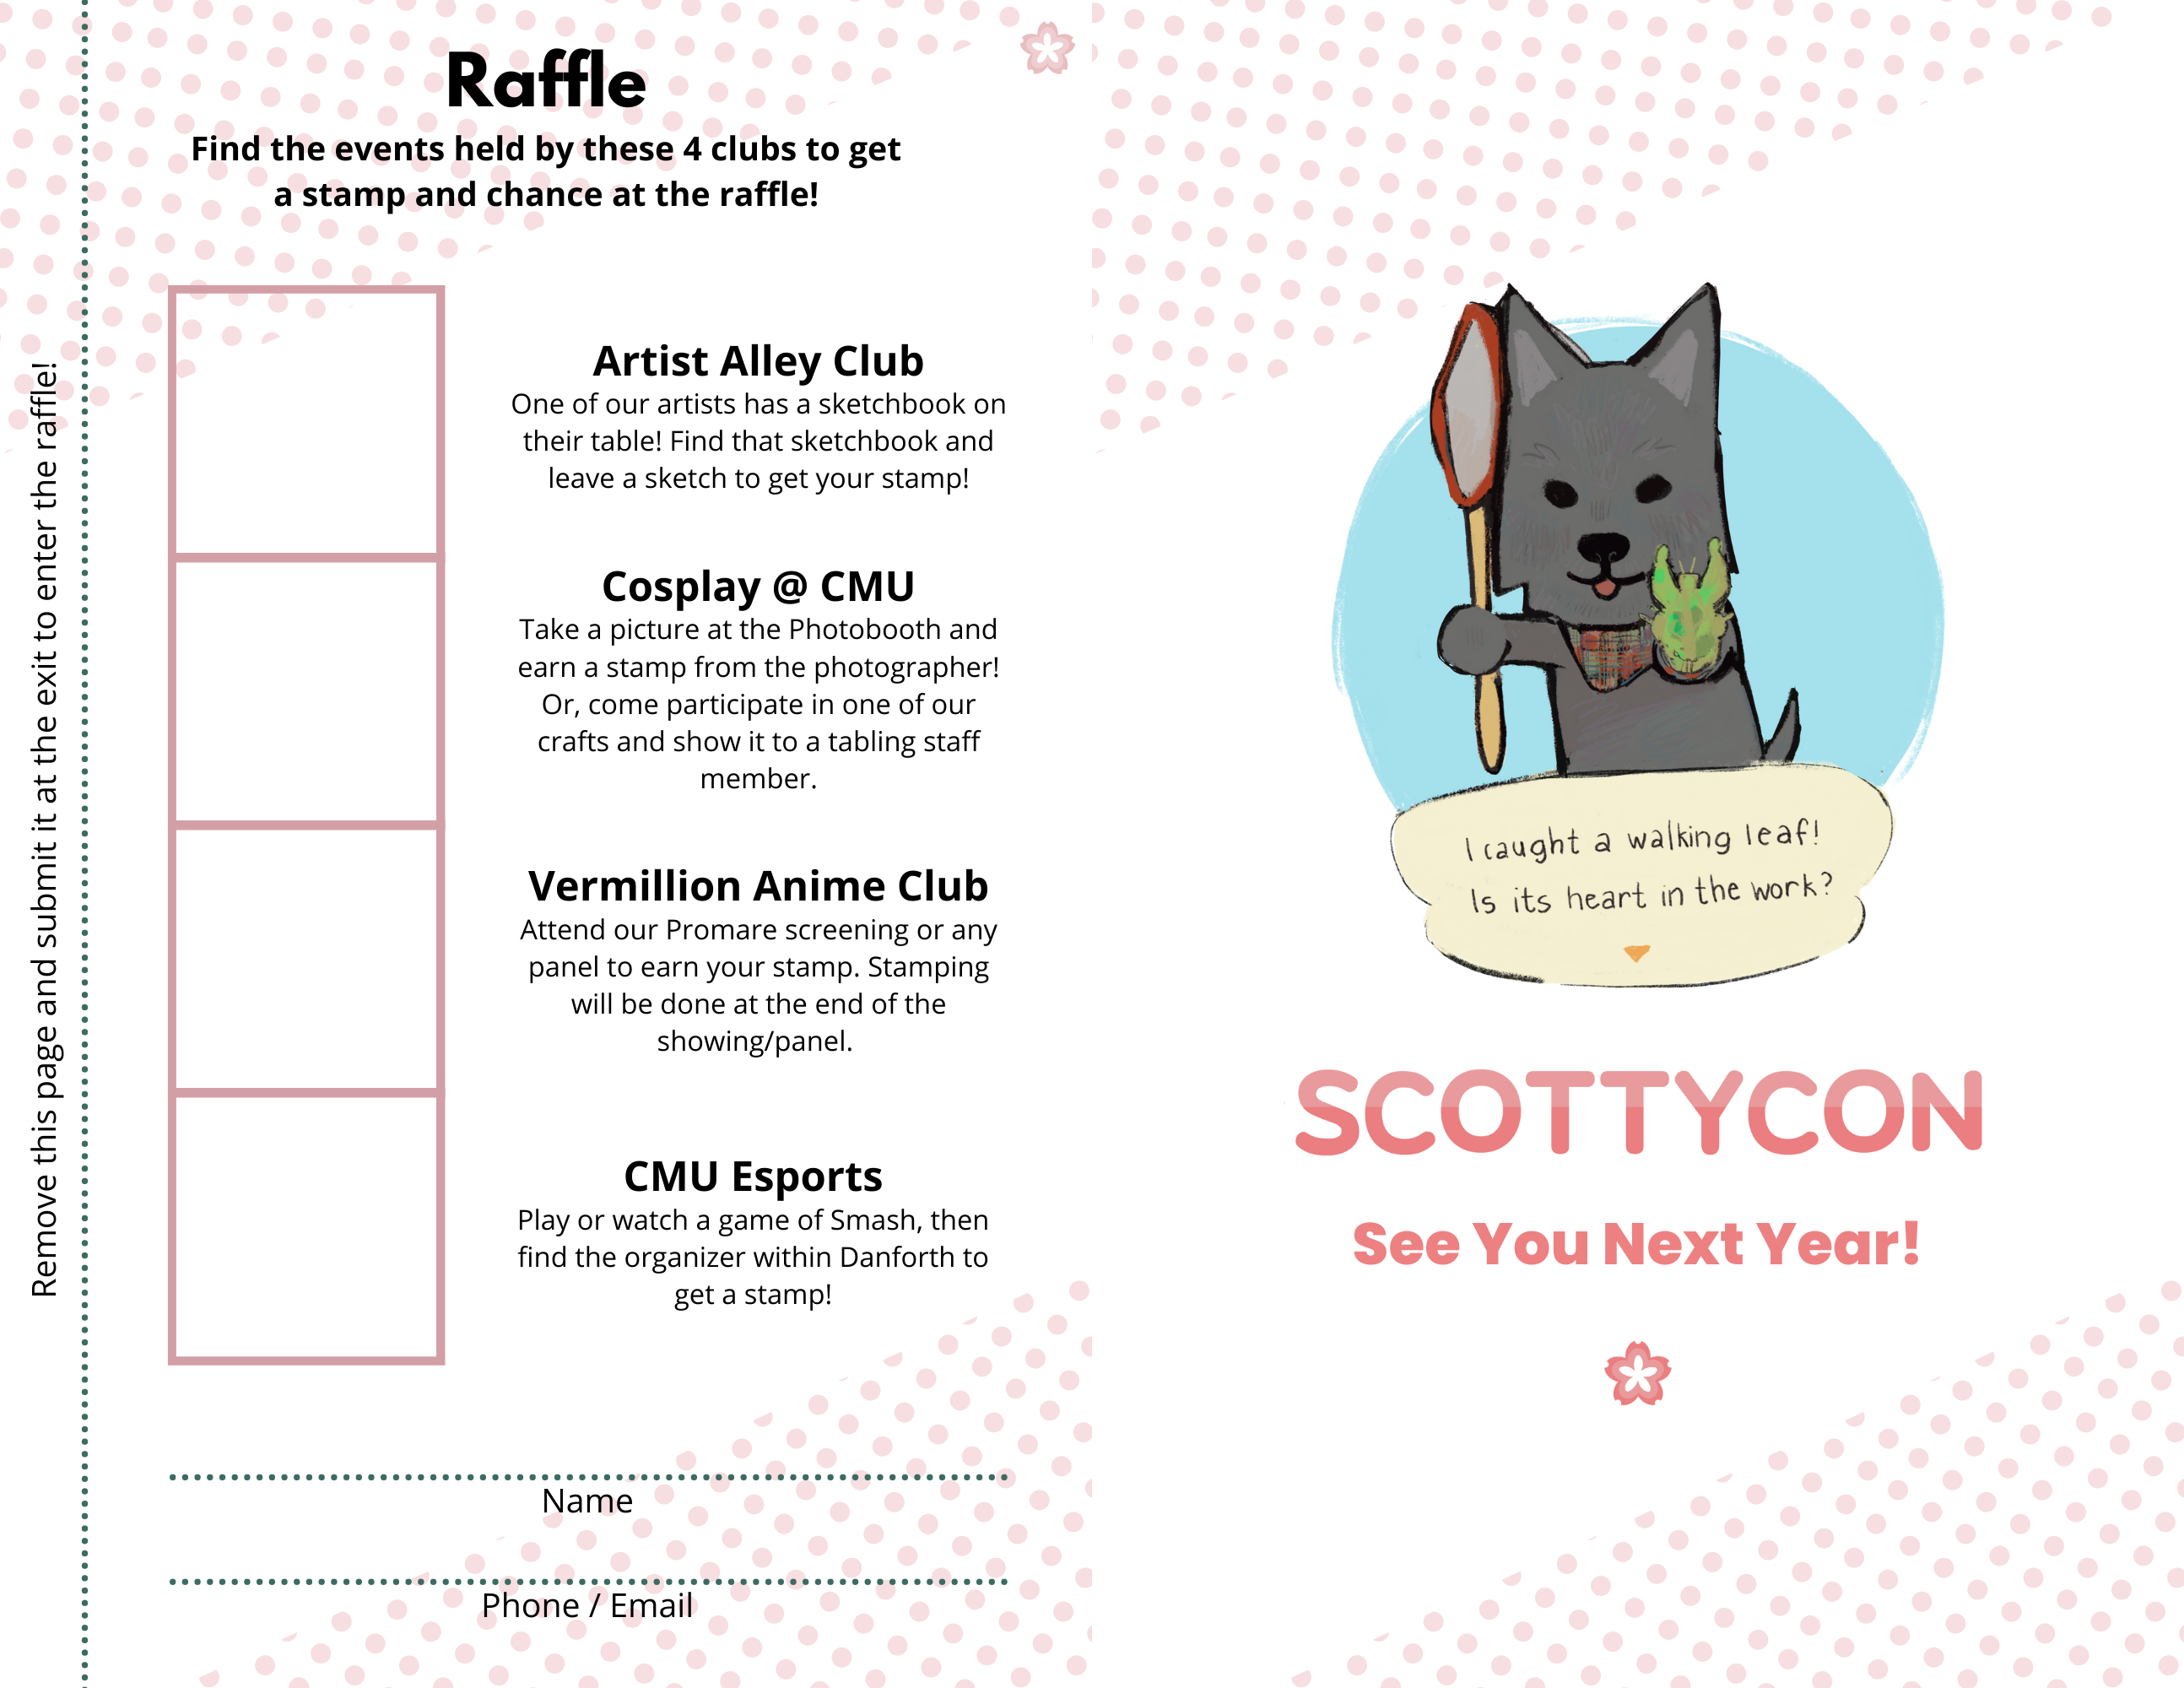 Remove this page and submit it at the exit to enter the raffle!
Raffle
Find the events held by these 4 clubs to get
a stamp and chance at the raffle!
Artist Alley Club
One of our artists has a sketchbook on
their table! Find that sketchbook and
leave a sketch to get your stamp!
Cosplay @ CMU
Take a picture at the Photobooth and
earn a stamp from the photographer!
Or, come participate in one of our
crafts and show it to a tabling staff
member.
Vermillion Anime Club
Attend our Promare screening or any
panel to earn your stamp. Stamping
will be done at the end of the
showing/panel.
CMU Esports
Play or watch a game of Smash, then
find the organizer within Danforth to
get a stamp!
Name
Phone / Email
I caught a walking leaf!
Is its heart in the work?
SCOTTYCON
See You Next Year!